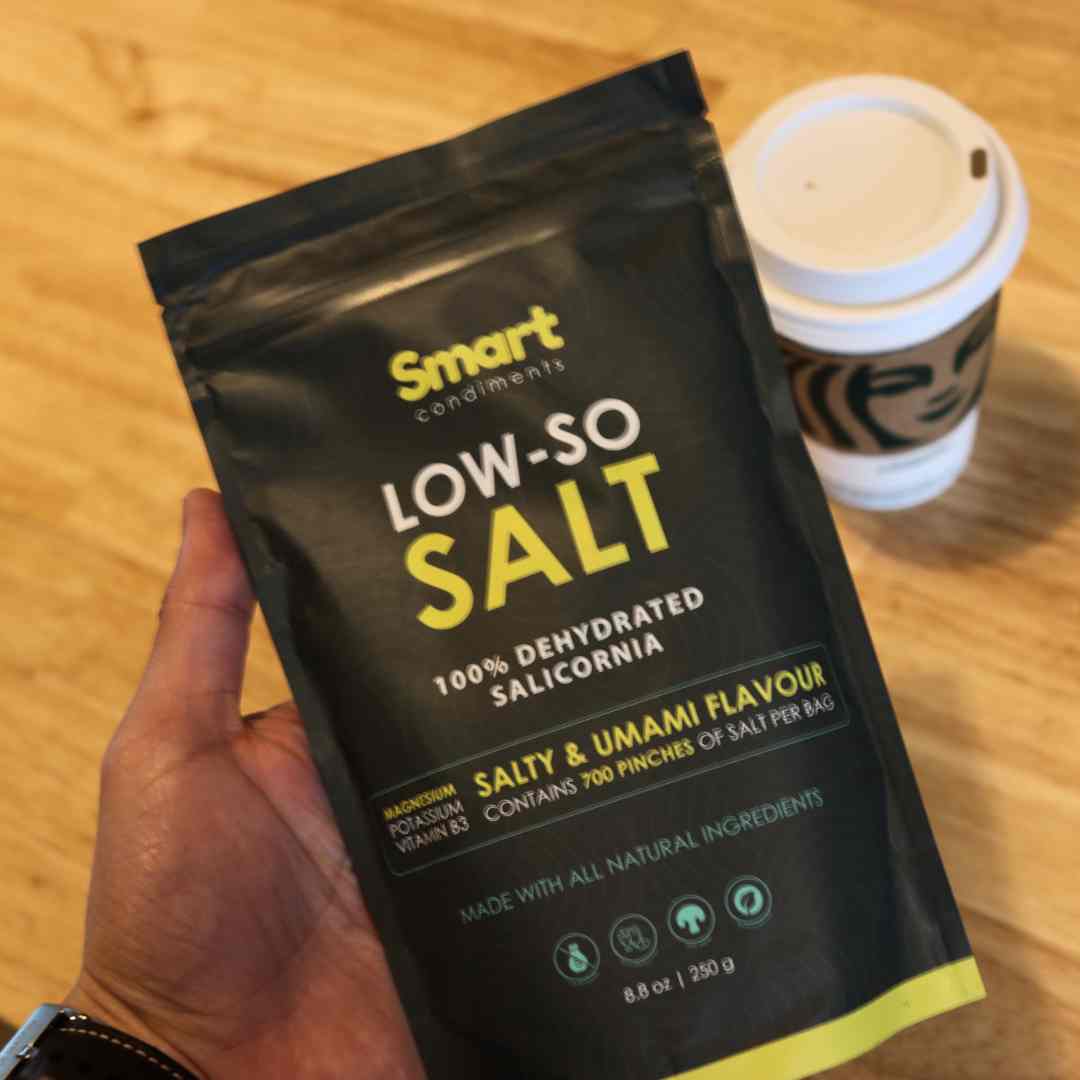 Smart
condiments
LOW-SO
SALT
100% DEHYDRATED
SALICORNIA
MAGNESIUM
POTASSIUM
VITAMIN B3
SALTY & UMAMI FLAVOUR
CONTAINS 700 PINCHES OF SALT PER BAG
MADE WITH ALL NATURAL INGREDIENTS
8.8 oz | 250 g